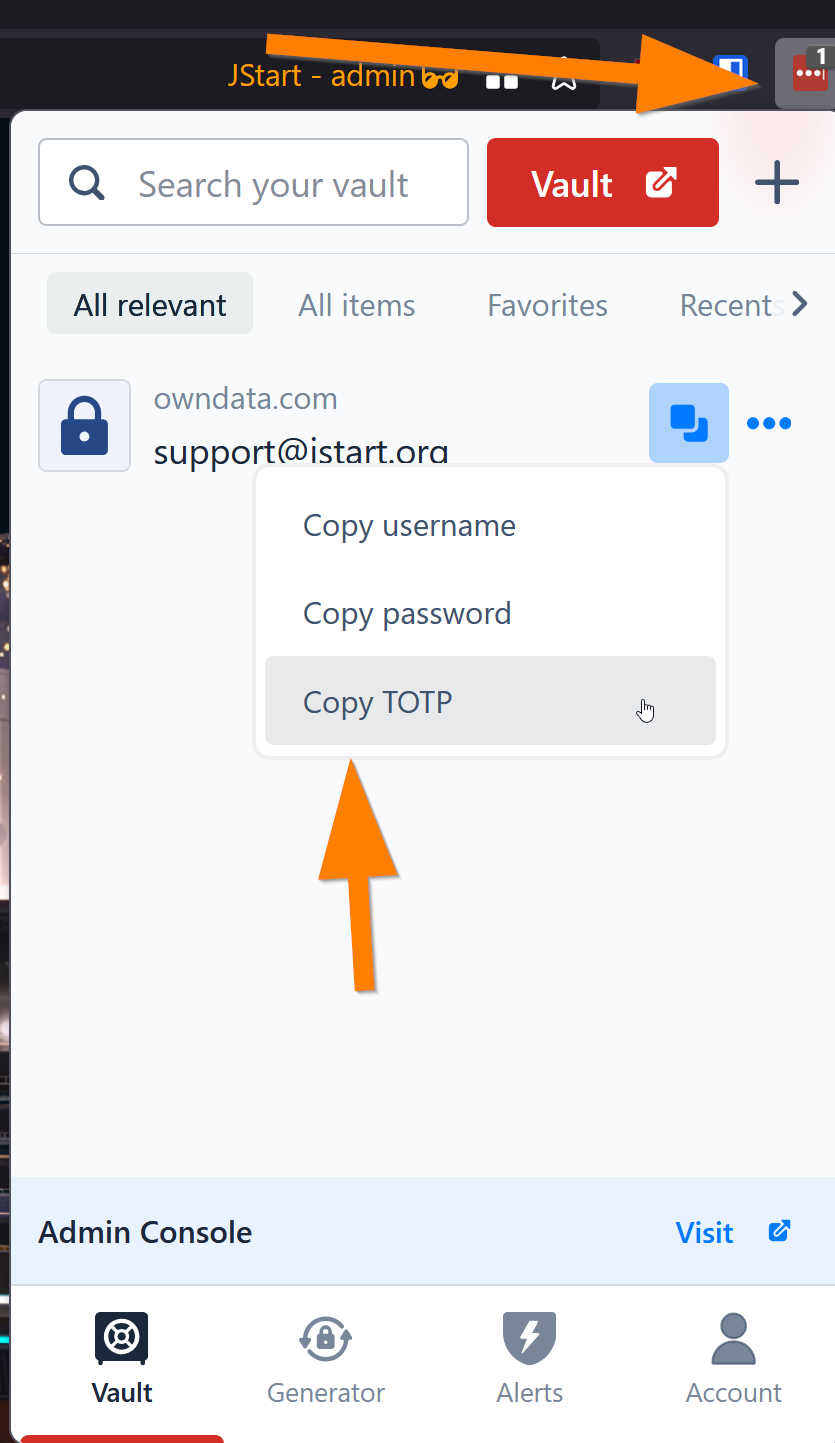 JStart - admin
1
Search your vault
Vault
All relevant
All items
Favorites
Recents
owndata.com
support@jstart.org
Copy username
Copy password
Copy TOTP
Admin Console
Visit
Vault
Generator
Alerts
Account